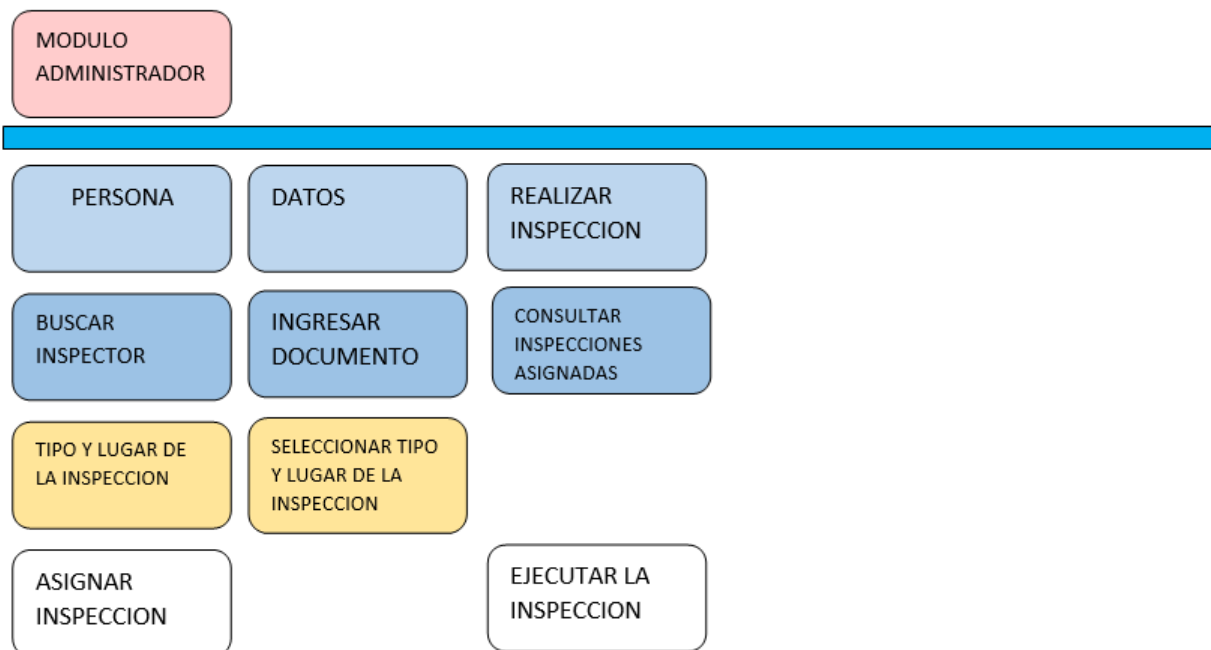 MODULO
ADMINISTRADOR
PERSONA
DATOS
REALIZAR
INSPECCION
BUSCAR
INSPECTOR
INGRESAR
DOCUMENTO
CONSULTAR
INSPECCIONES
ASIGNADAS
TIPO Y LUGAR DE
LA INSPECCION
SELECCIONAR TIPO
Y LUGAR DE LA
INSPECCION
ASIGNAR
INSPECCION
EJECUTAR LA
INSPECCION